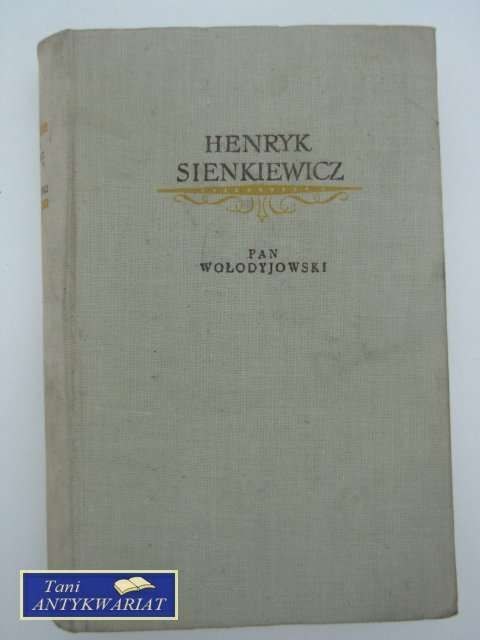 HENRYK
SIENKIEWICZ
PAN
WOŁODYJOWSKI
Tani
ANTYKWARIAT